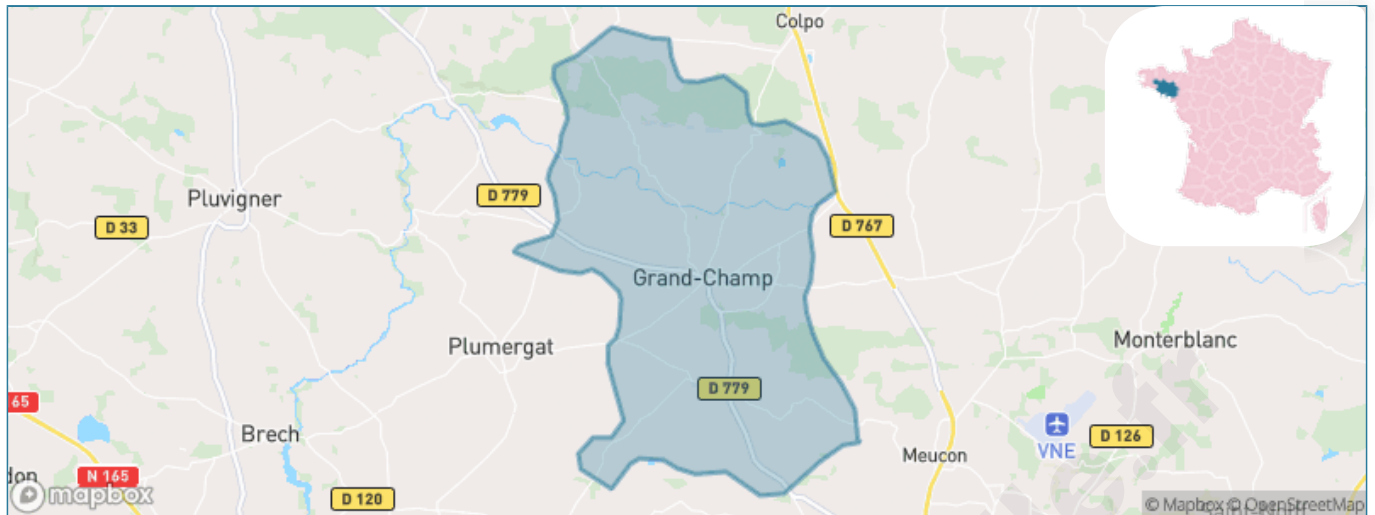 Colpo
Pluvigner
D 779
D 33
D 767
Grand-Champ
Plumergat
Monterblanc
D 779
65
Brech
VNE
D 126
Meucon
don
N 165
D 120
mapbox
© Mapbox © OpenStreetMap